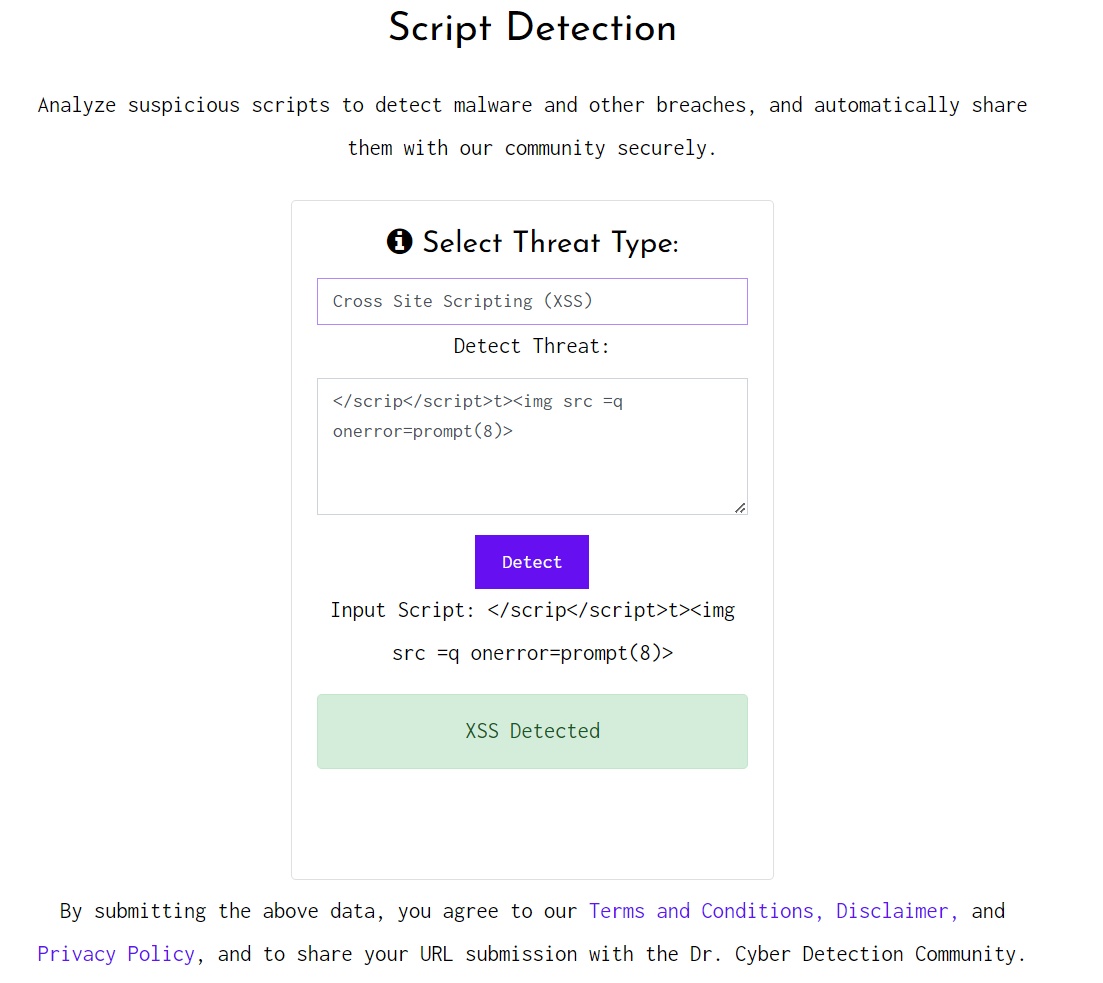 Script Detection
Analyze suspicious scripts to detect malware and other breaches, and automatically share
them with our community securely.
Select Threat Type:
Cross Site Scripting (XSS)
Detect Threat:
</scrip</script>t><img src =q
onerror=prompt(8)>
Detect
Input Script: </scrip</script>t><img
src =q onerror=prompt(8)>
XSS Detected
By submitting the above data, you agree to our Terms and Conditions, Disclaimer, and
Privacy Policy, and to share your URL submission with the Dr. Cyber Detection Community.